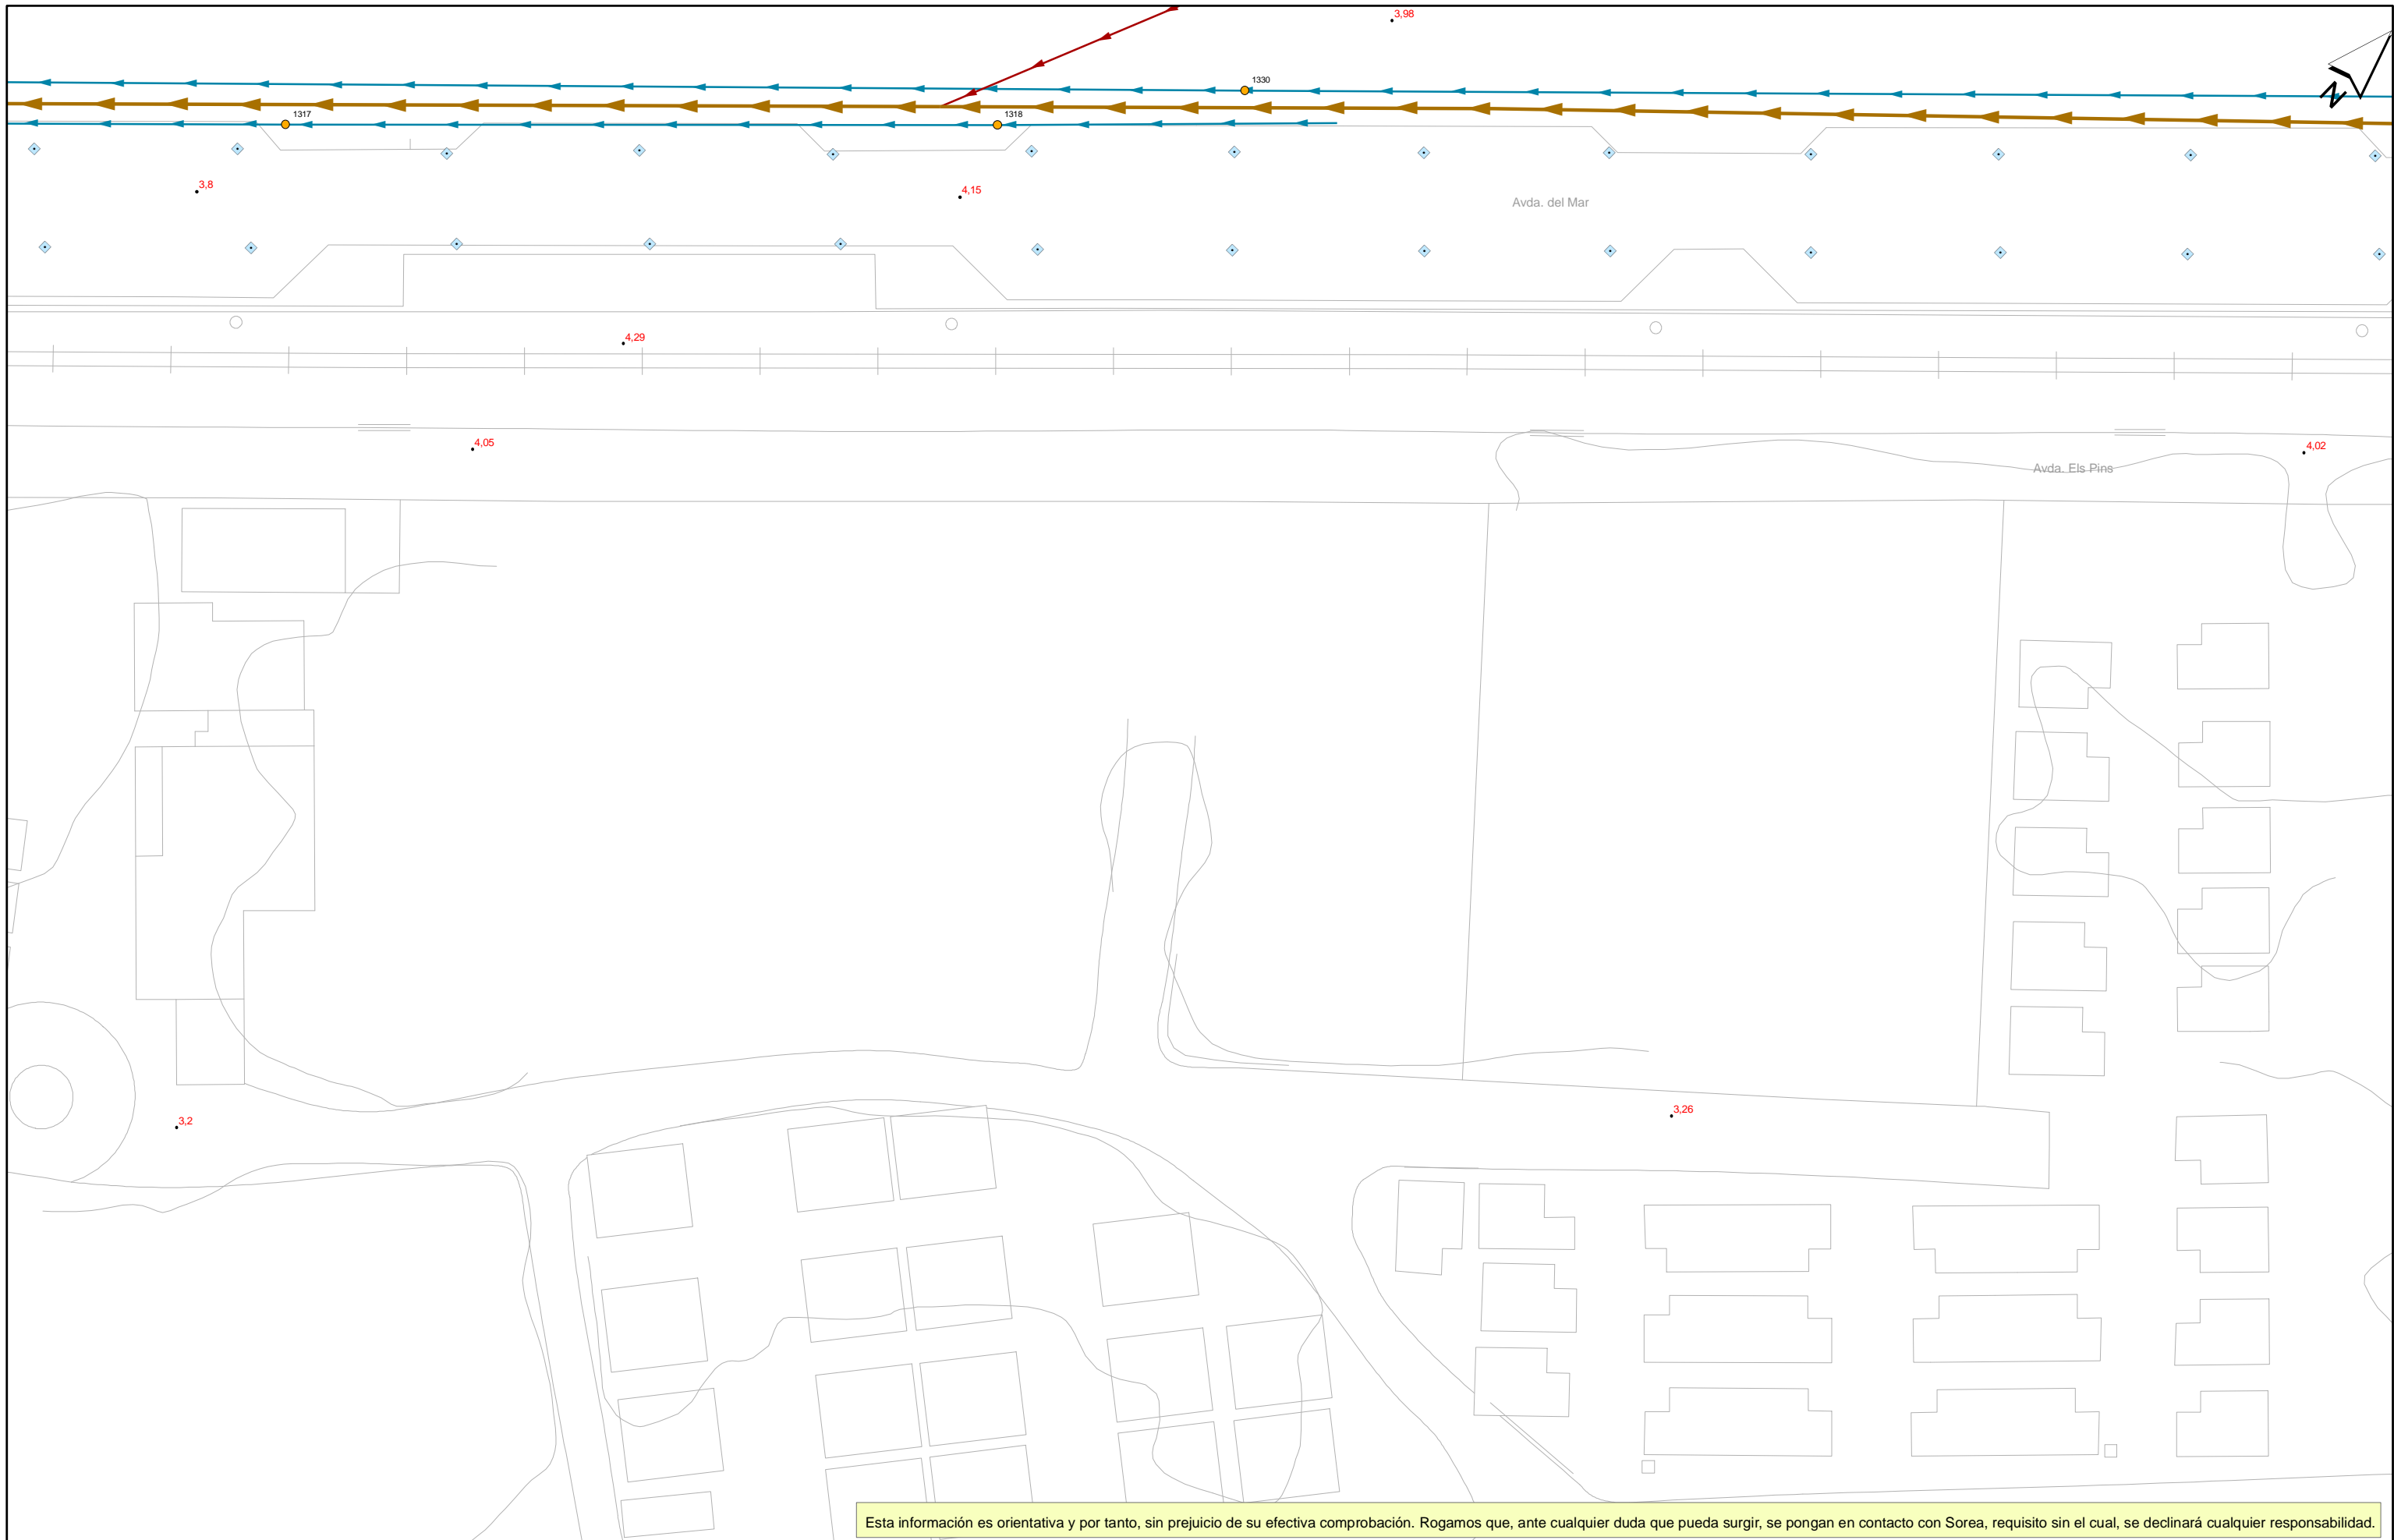 3,98
1330
1317
1318
3,8
4,15
Avda. del Mar
4,29
4,05
4,02
Avda. Els Pins
3,2
3,26
N
Esta información es orientativa y por tanto, sin prejuicio de su efectiva comprobación. Rogamos que, ante cualquier duda que pueda surgir, se pongan en contacto con Sorea, requisito sin el cual, se declinará cualquier responsabilidad.